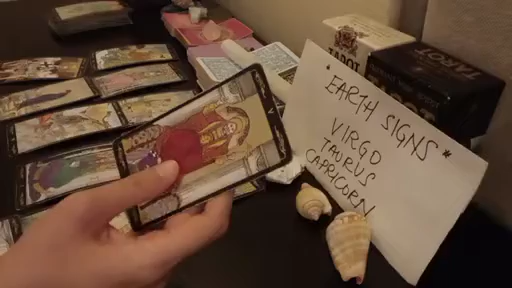 TAROT
TAROT
* EARTH SIGNS *
VIRGO
TAURUS
CAPRICORN